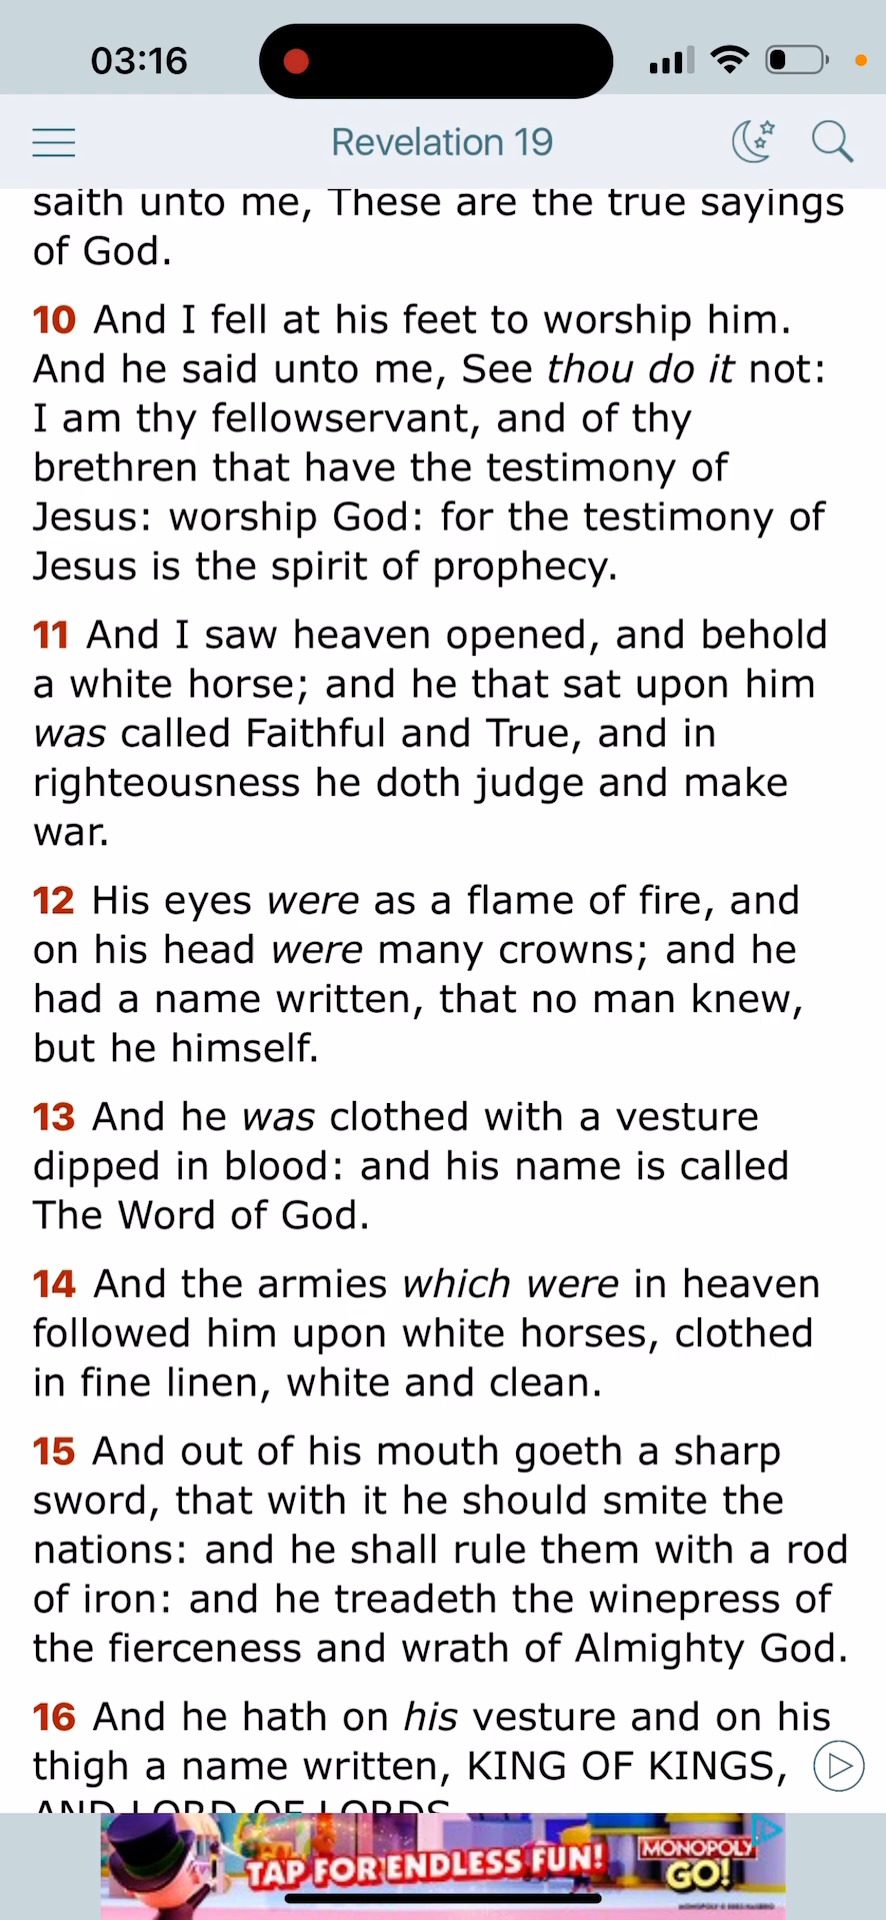 03:16
Revelation 19
saith unto me, These are the true sayings
of God.
10 And I fell at his feet to worship him.
And he said unto me, See thou do it not:
I am thy fellowservant, and of thy
brethren that have the testimony of
Jesus: worship God: for the testimony of
Jesus is the spirit of prophecy.
11 And I saw heaven opened, and behold
a white horse; and he that sat upon him
was called Faithful and True, and in
righteousness he doth judge and make
war.
12 His eyes were as a flame of fire, and
on his head were many crowns; and he
had a name written, that no man knew,
but he himself.
13 And he was clothed with a vesture
dipped in blood: and his name is called
The Word of God.
14 And the armies which were in heaven
followed him upon white horses, clothed
in fine linen, white and clean.
15 And out of his mouth goeth a sharp
sword, that with it he should smite the
nations: and he shall rule them with a rod
of iron: and he treadeth the winepress of
the fierceness and wrath of Almighty God.
16 And he hath on his vesture and on his
thigh a name written, KING OF KINGS,
AND LORD OF LORDS
TAP FOR ENDLESS FUN!
MONOPOLY
GO!